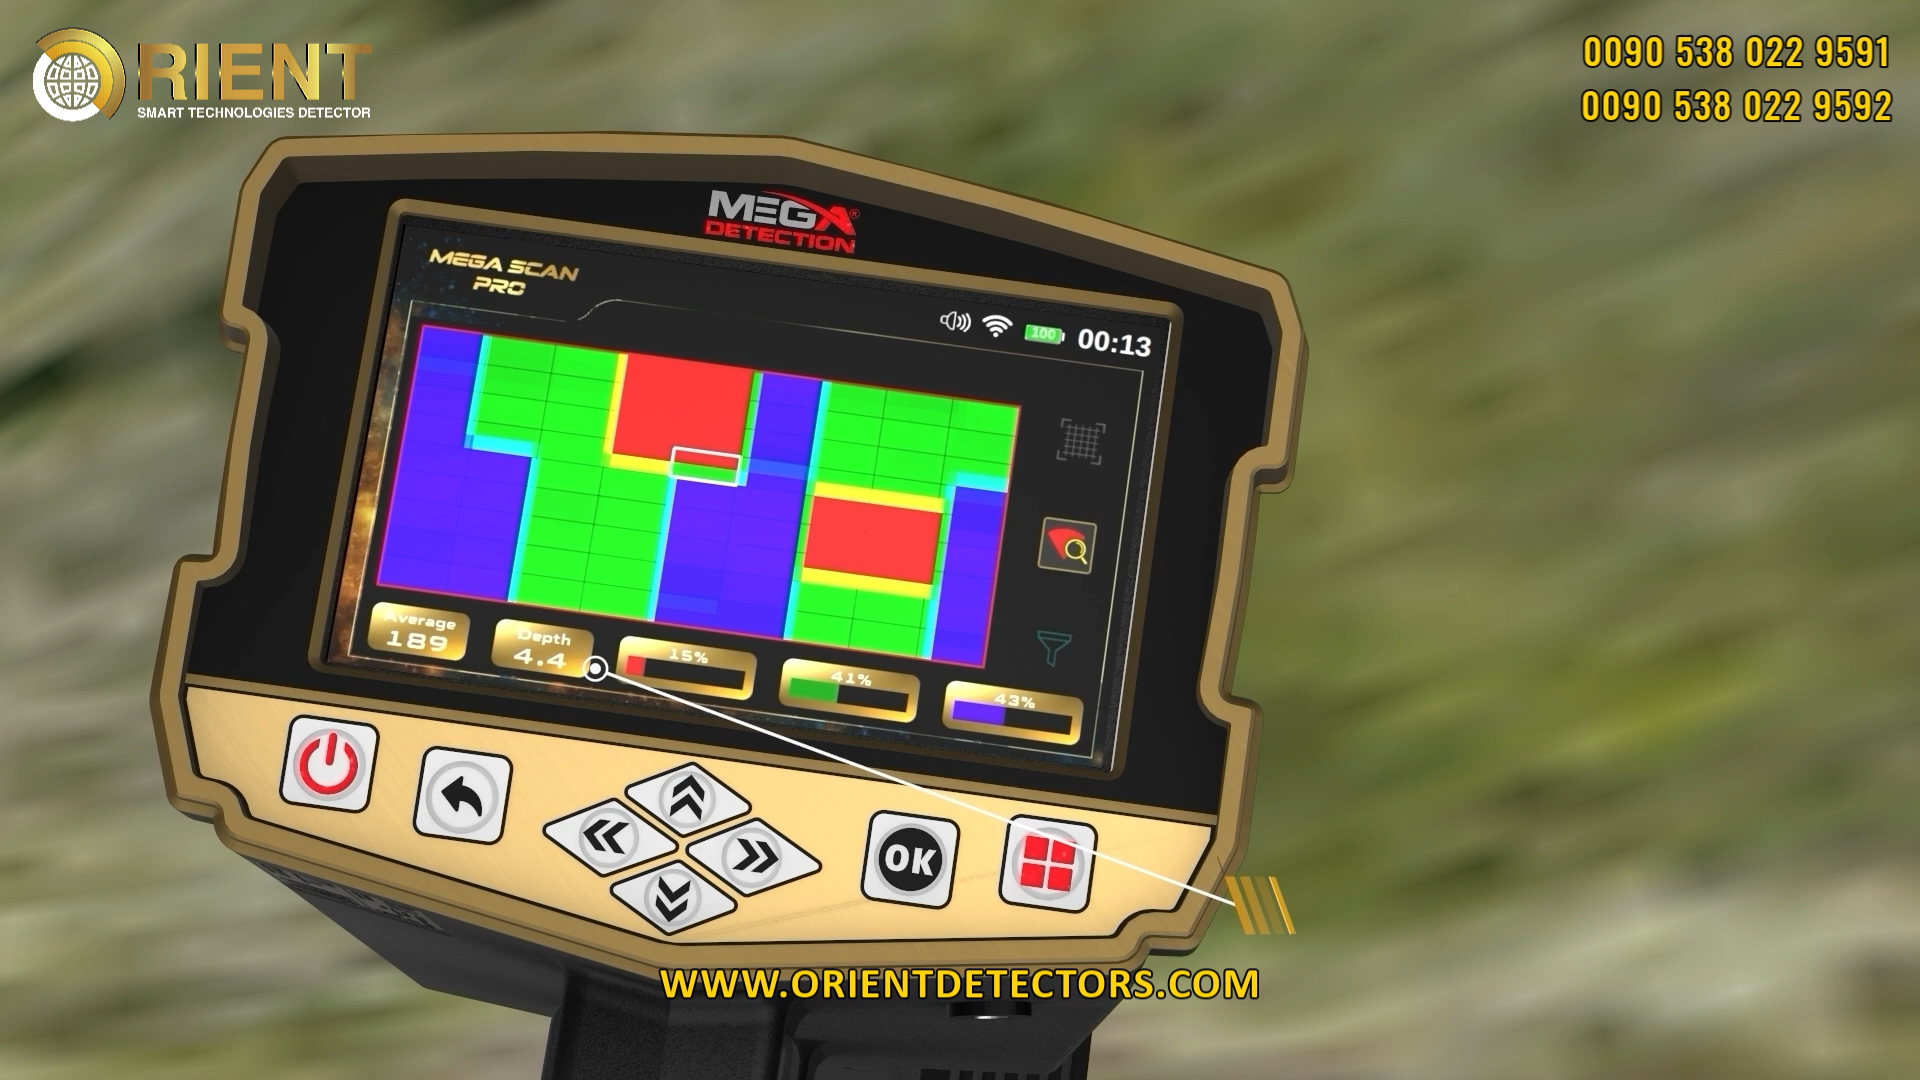 ORIENT
SMART TECHNOLOGIES DETECTOR
0090 538 022 9591
0090 538 022 9592
MEGA®
DETECTION
MEGA SCAN
PRO
100
00:13
Average
189
Depth
4.4
15%
41%
43%
OK
WWW.ORIENTDETECTORS.COM